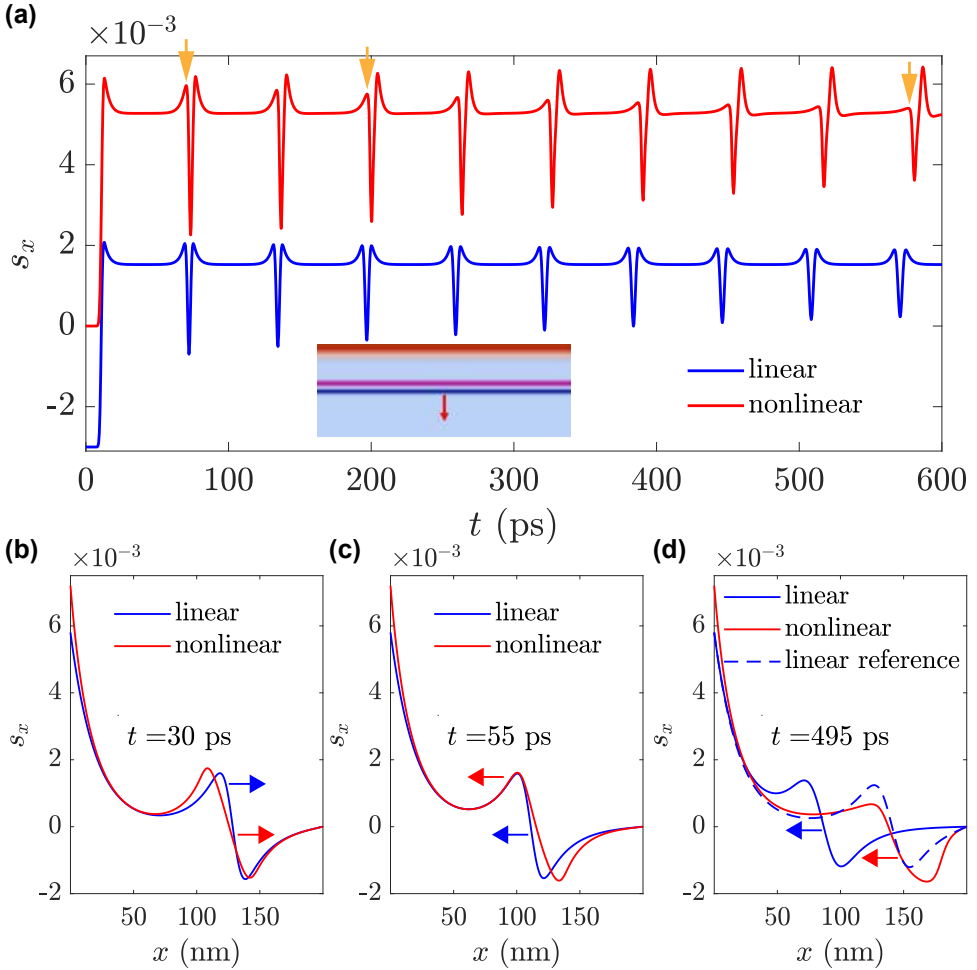 (a)
×10⁻³
6
4
2
0
-2
s_x
linear
nonlinear
0 100 200 300 400 500 600
t (ps)
(b)
×10⁻³
6
4
2
0
-2
s_x
linear
nonlinear
t =30 ps
50 100 150
x (nm)
(c)
×10⁻³
6
4
2
0
-2
s_x
linear
nonlinear
t =55 ps
50 100 150
x (nm)
(d)
×10⁻³
6
4
2
0
-2
s_x
linear
nonlinear
linear reference
t =495 ps
50 100 150
x (nm)